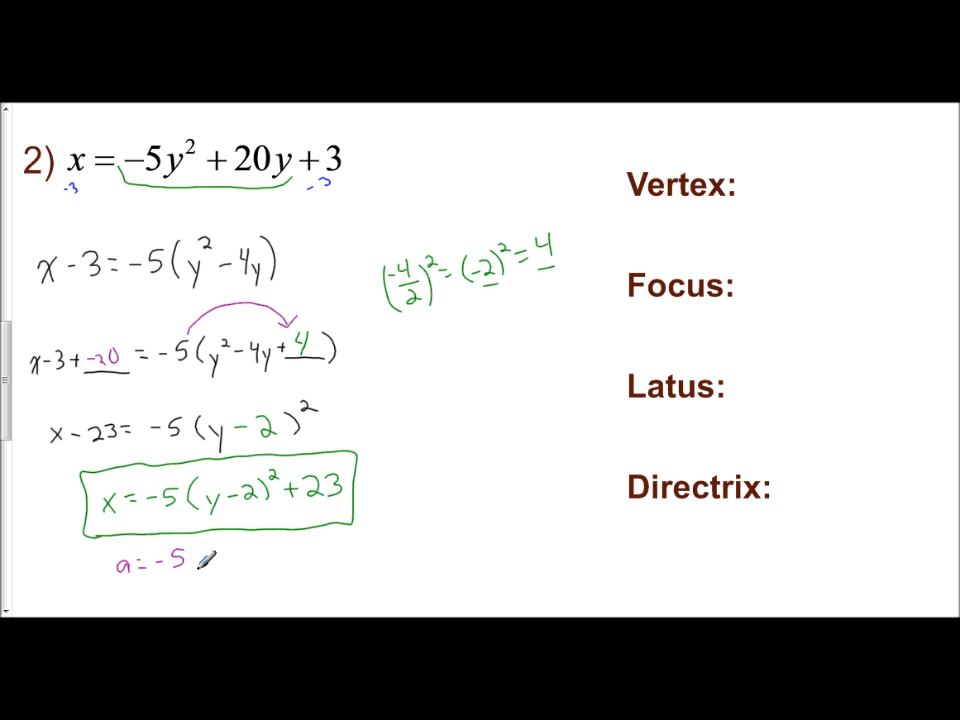 2) x = −5y² + 20y + 3
-3 -3
x - 3 = -5(y² - 4y)
(-4/2)² = (-2)² = 4
x - 3 + -20 = -5(y² - 4y + 4)
x - 23 = -5(y - 2)²
x = -5(y - 2)² + 23
a = -5
Vertex:
Focus:
Latus:
Directrix: